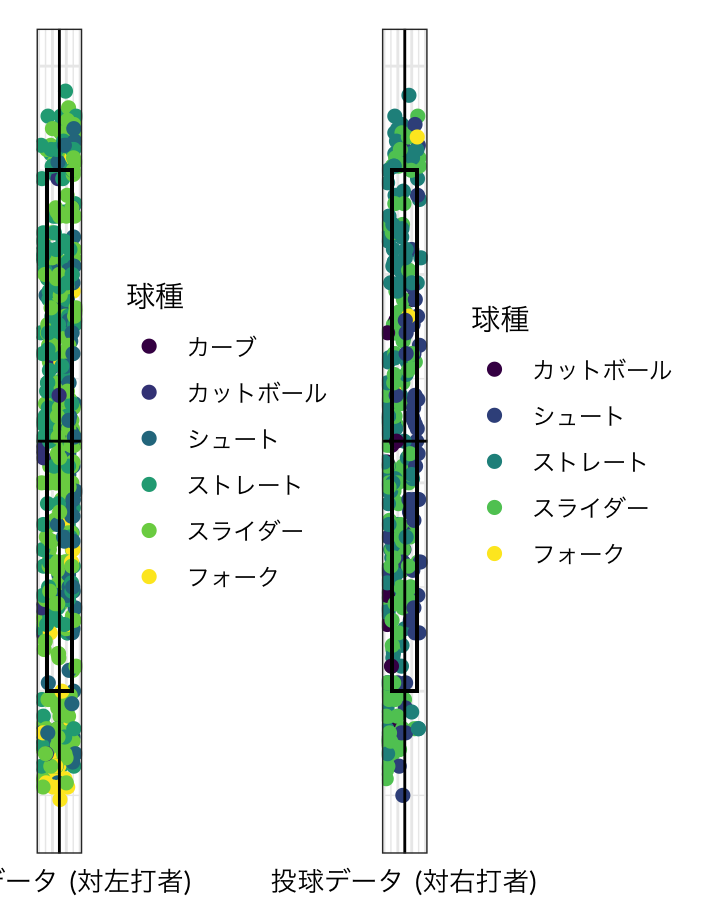 球種
カーブ
カットボール
シュート
ストレート
スライダー
フォーク
データ (対左打者)
球種
カットボール
シュート
ストレート
スライダー
フォーク
投球データ (対右打者)